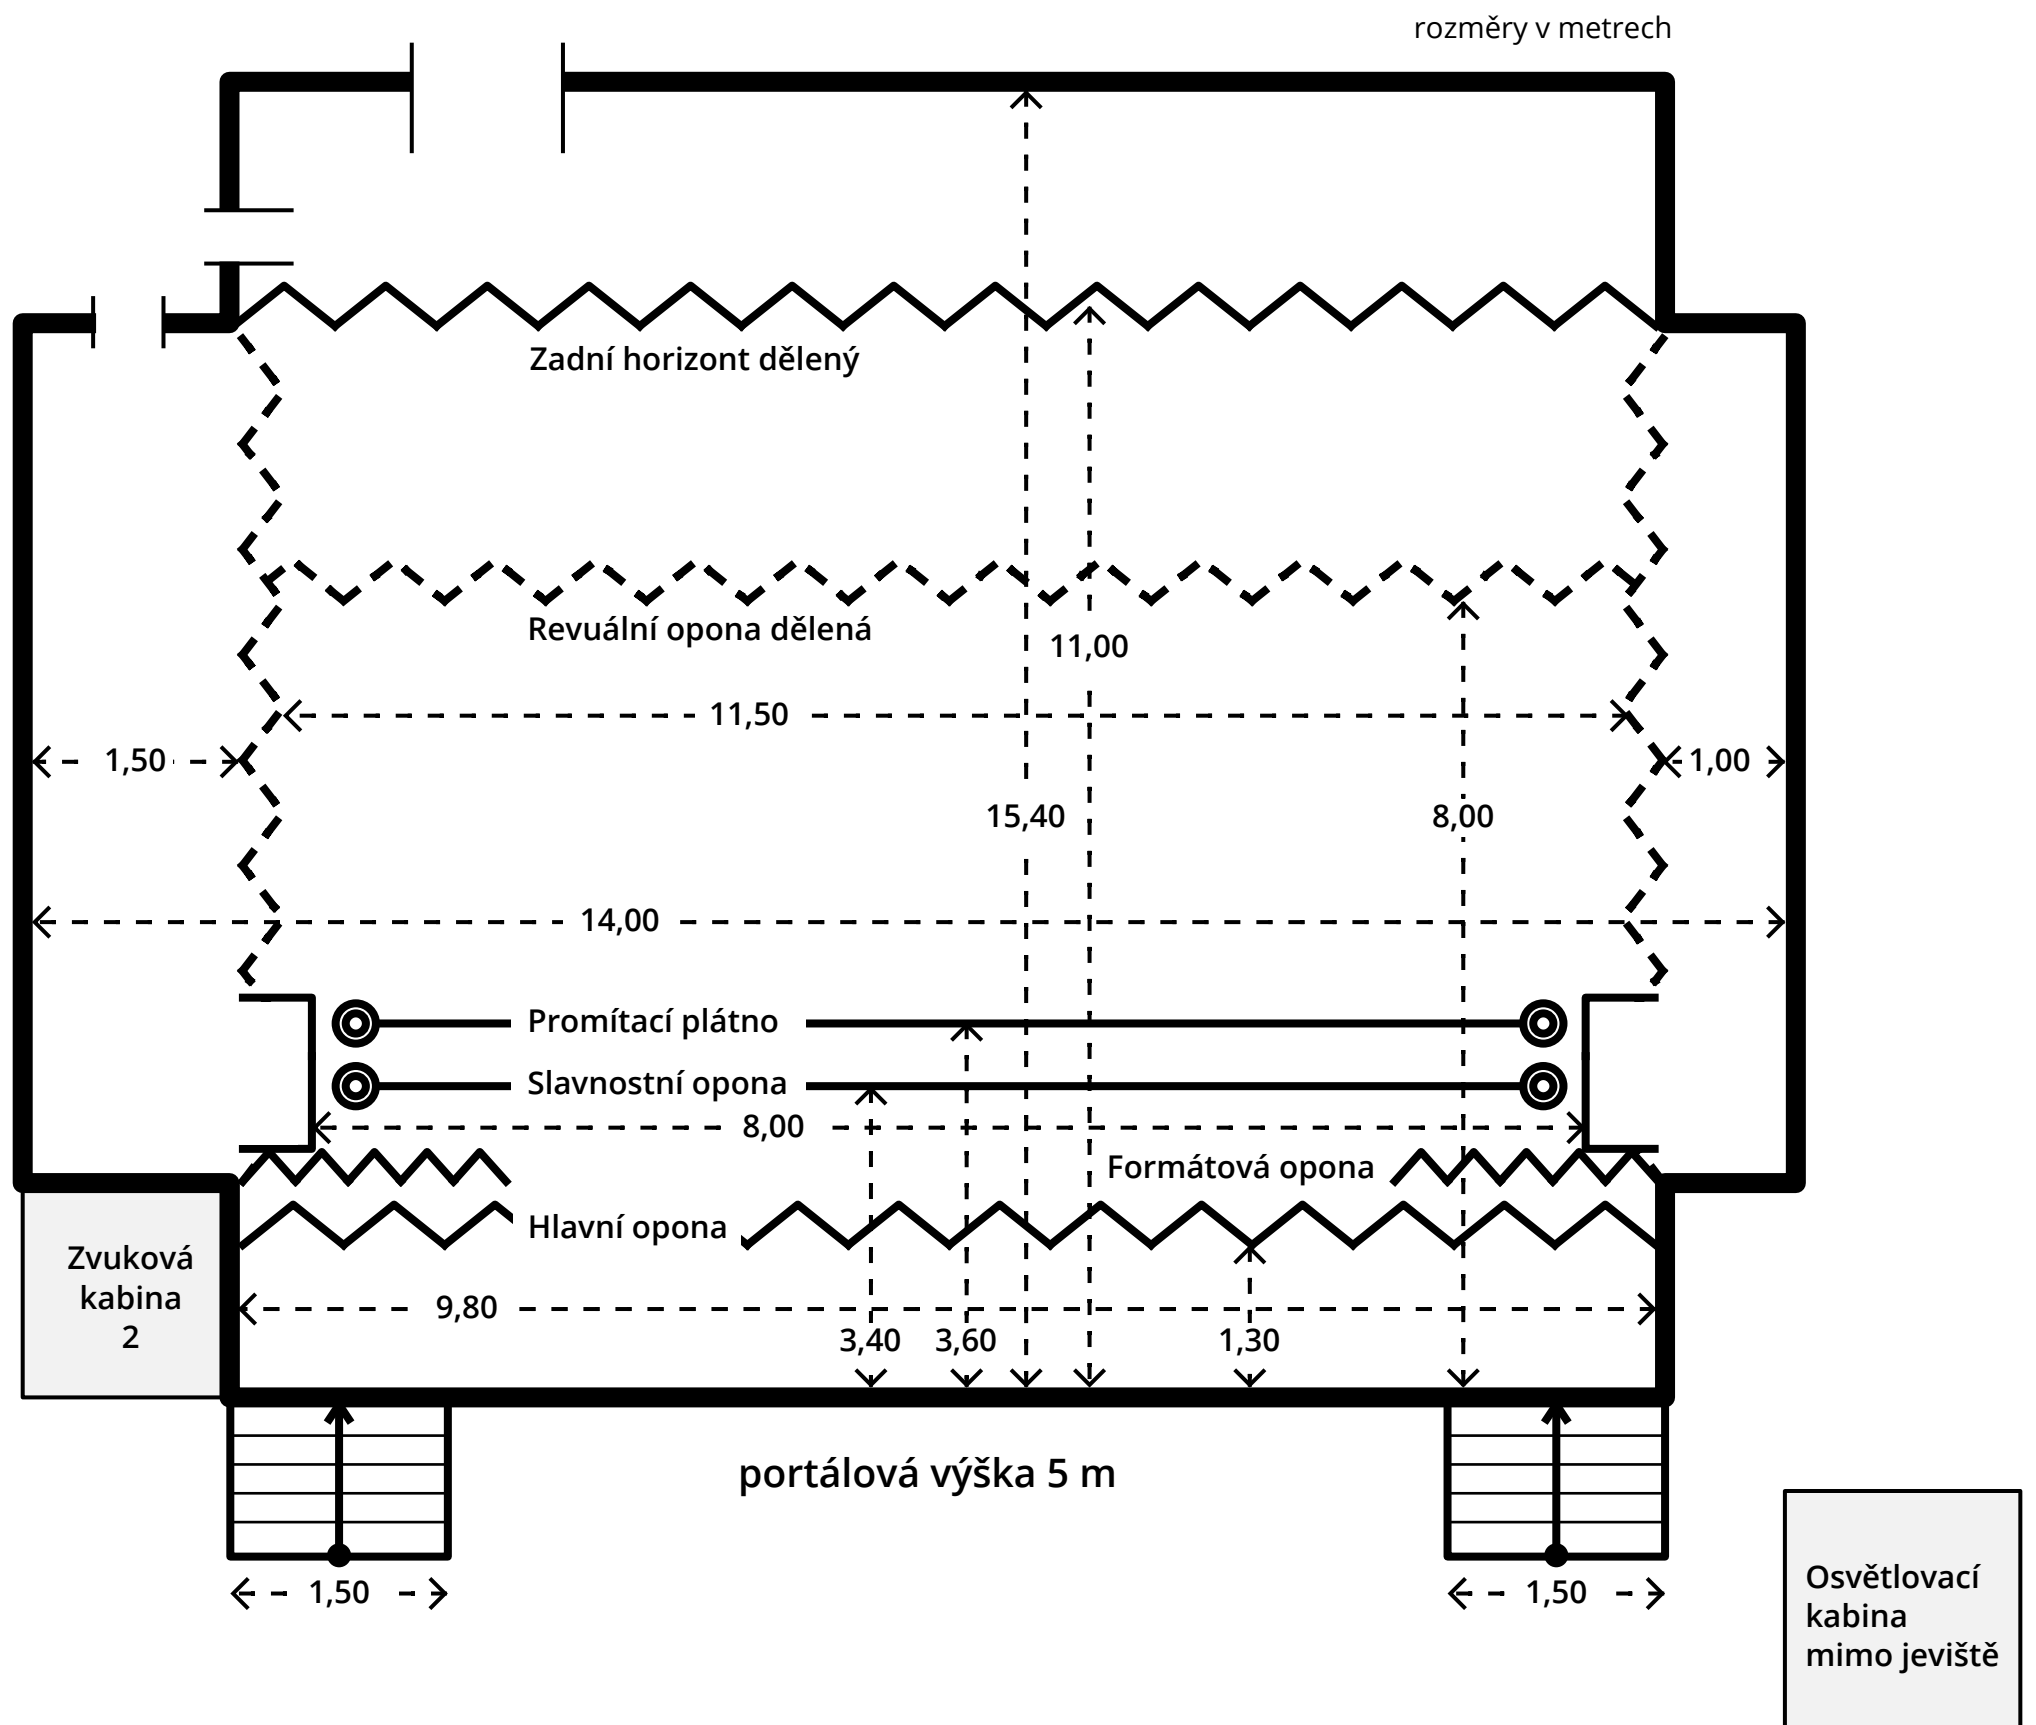 rozměry v metrech
Zadní horizont dělený
Revuální opona dělená
11,00
11,50
1,50
1,00
15,40
8,00
14,00
Promítací plátno
Slavnostní opona
8,00
Formátová opona
Hlavní opona
Zvuková
kabina
2
9,80
3,40
3,60
1,30
portálová výška 5 m
1,50
1,50
Osvětlovací
kabina
mimo jeviště